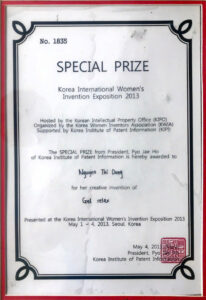 No. 1835
SPECIAL PRIZE
Korea International Women's
Invention Exposition 2013
Hosted by the Korean Intellectual Property Office (KIPO)
Organized by the Korea Women Inventors Association (KWIA)
Supported by Korea Institute of Patent Information (KIPI)
The SPECIAL PRIZE from President, Pyo Jae Ho
of Korea Institute of Patent Information is hereby awarded to
Nguyen Thi Dung
for her creative invention of
relax
Presented at the Korea International Women's Invention Exposition 2013
May 1 - 4, 2013. Seoul, Korea
May 4,
President, Pyo
Korea Institute of Patent Infor